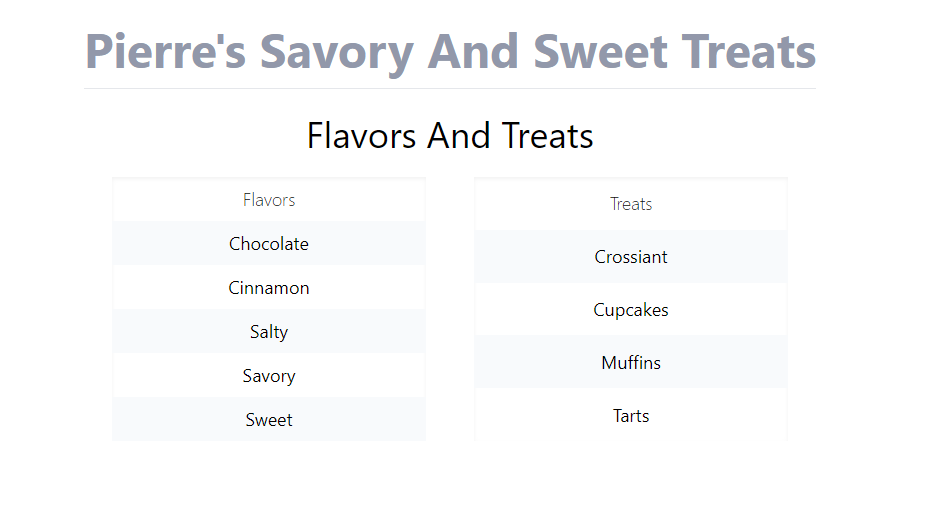 Pierre's Savory And Sweet Treats
Flavors And Treats
Flavors
Chocolate
Cinnamon
Salty
Savory
Sweet
Treats
Crossiant
Cupcakes
Muffins
Tarts